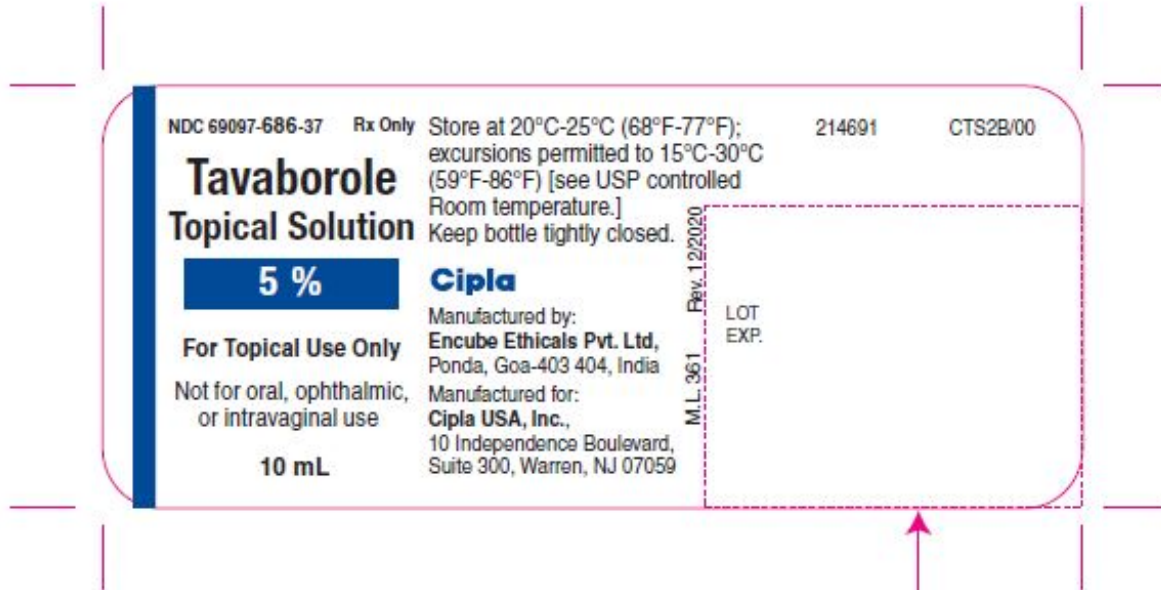 NDC 69097-686-37 Rx Only
Tavaborole
Topical Solution
5 %
For Topical Use Only
Not for oral, ophthalmic,
or intravaginal use
10 mL
Store at 20°C-25°C (68°F-77°F);
excursions permitted to 15°C-30°C
(59°F-86°F) [see USP controlled
Room temperature.]
Keep bottle tightly closed.
Cipla
Manufactured by:
Encube Ethicals Pvt. Ltd,
Ponda, Goa-403 404, India
Manufactured for:
Cipla USA, Inc.,
10 Independence Boulevard,
Suite 300, Warren, NJ 07059
M.L. 361 Rev. 12/2020
214691 CTS2B/00
LOT
EXP.